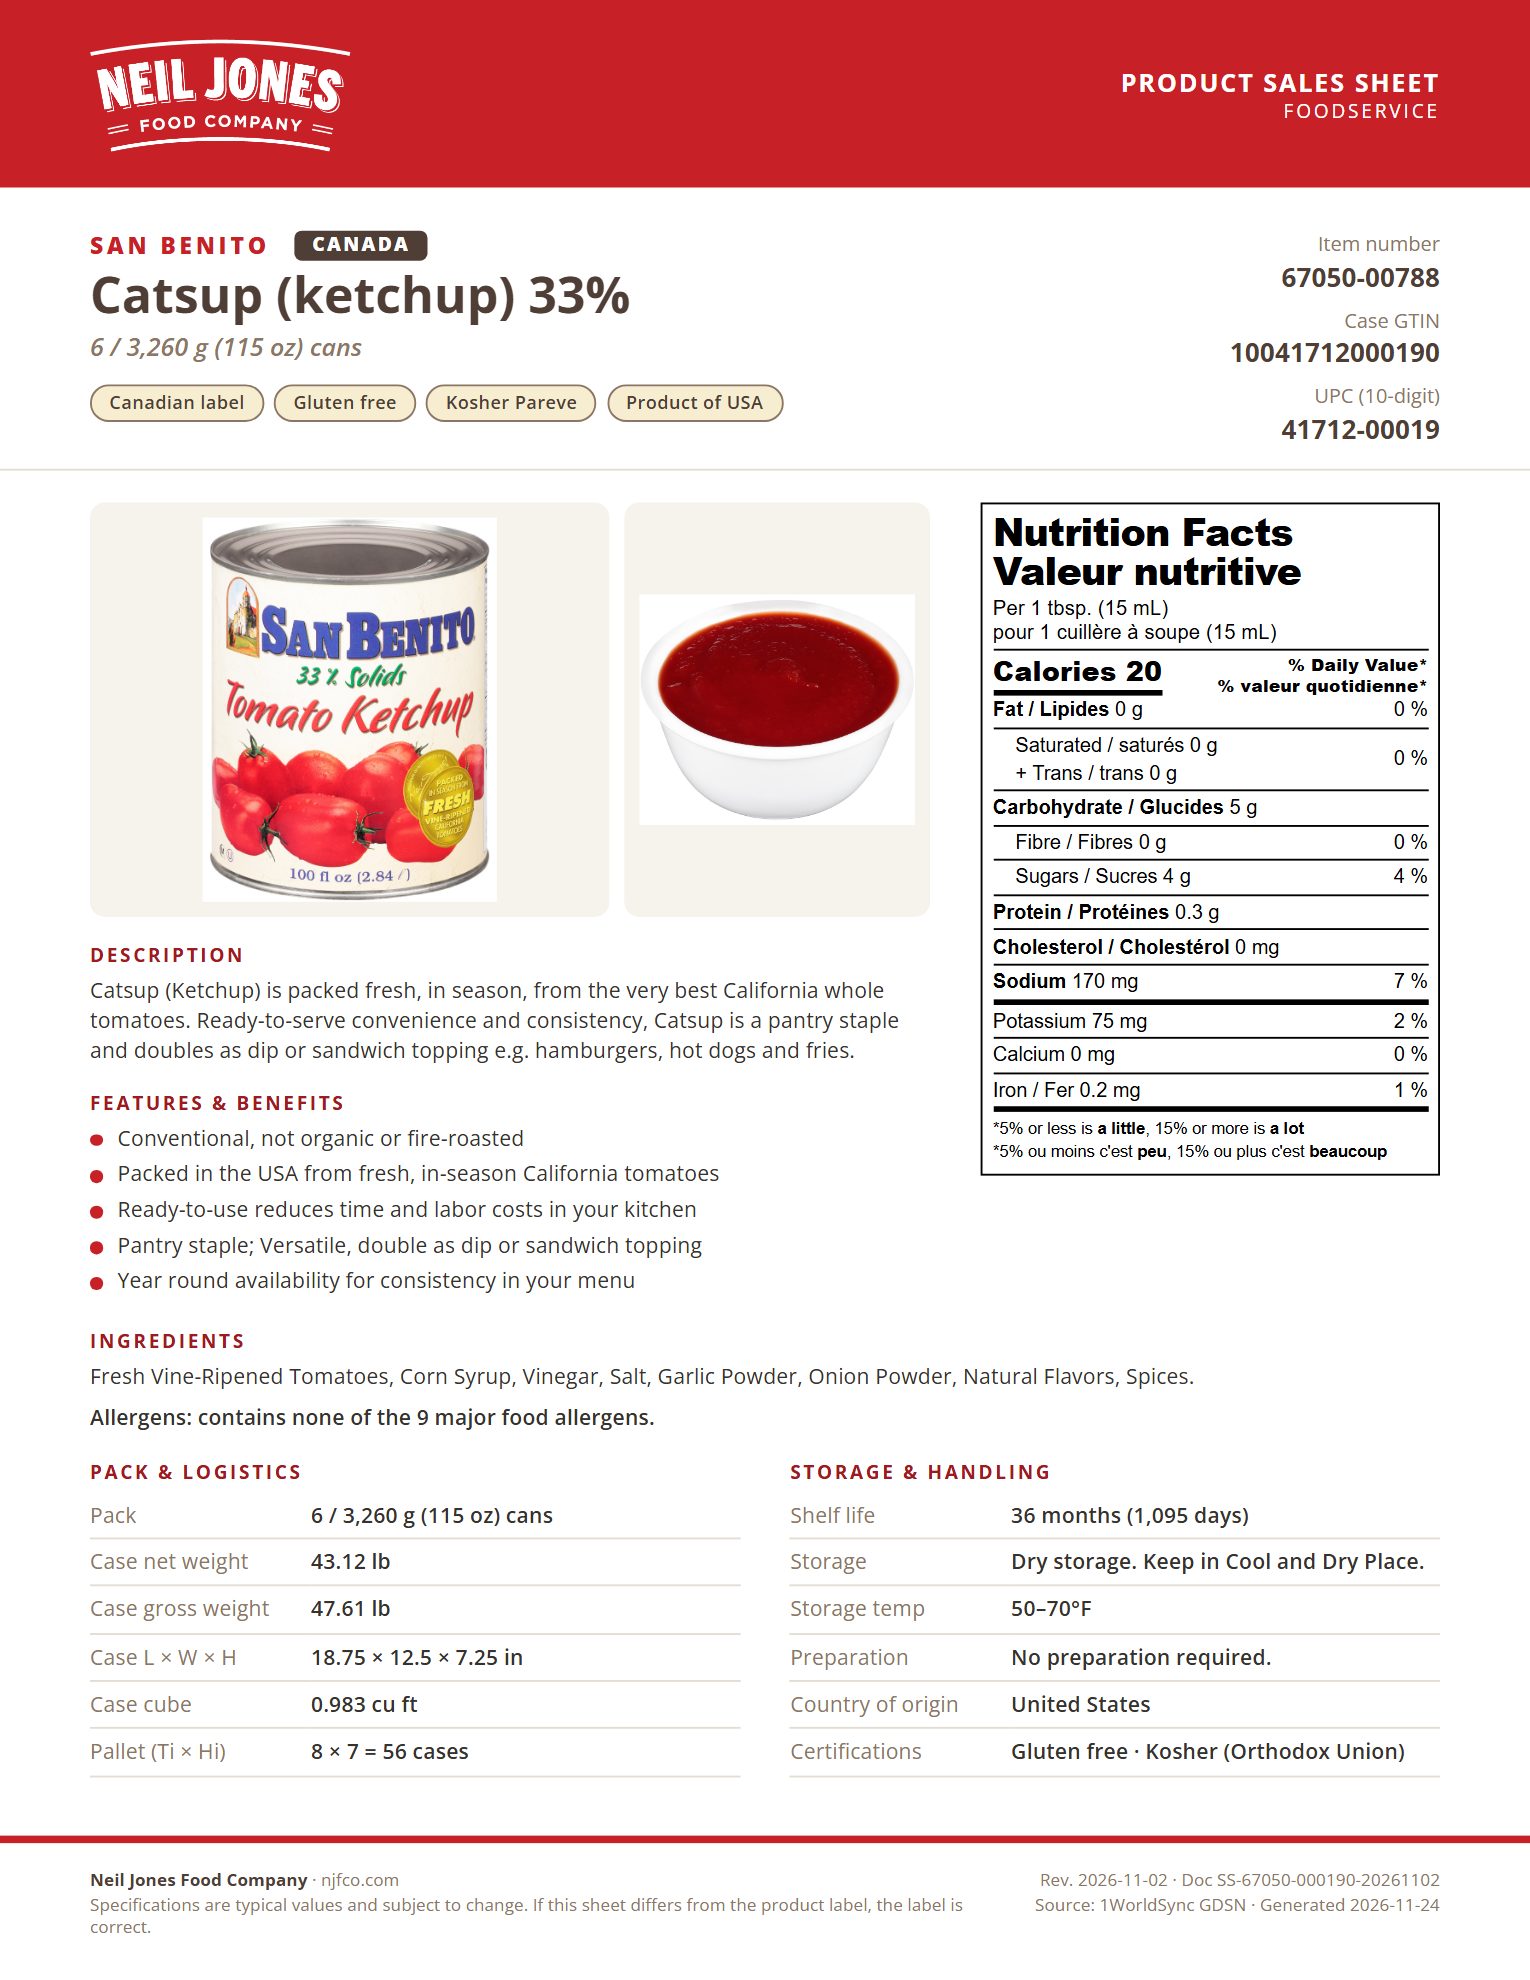 NEIL JONES
FOOD COMPANY
PRODUCT SALES SHEET
FOODSERVICE
SAN BENITO CANADA
Catsup (ketchup) 33%
6 / 3,260 g (115 oz) cans
Canadian label Gluten free Kosher Pareve Product of USA
Item number
67050-00788
Case GTIN
10041712000190
UPC (10-digit)
41712-00019
SAN BENITO
33% Solids
Tomato Ketchup
PACKED
IN SEASON FROM
FRESH
VINE-RIPENED
CALIFORNIA
TOMATOES
100 fl oz (2.84 l)
Nutrition Facts
Valeur nutritive
Per 1 tbsp. (15 mL)
pour 1 cuillère à soupe (15 mL)
Calories 20
% Daily Value*
% valeur quotidienne*
Fat / Lipides 0 g 0 %
Saturated / saturés 0 g
+ Trans / trans 0 g 0 %
Carbohydrate / Glucides 5 g
Fibre / Fibres 0 g 0 %
Sugars / Sucres 4 g 4 %
Protein / Protéines 0.3 g
Cholesterol / Cholestérol 0 mg
Sodium 170 mg 7 %
Potassium 75 mg 2 %
Calcium 0 mg 0 %
Iron / Fer 0.2 mg 1 %
*5% or less is a little, 15% or more is a lot
*5% ou moins c'est peu, 15% ou plus c'est beaucoup
DESCRIPTION
Catsup (Ketchup) is packed fresh, in season, from the very best California whole
tomatoes. Ready-to-serve convenience and consistency, Catsup is a pantry staple
and doubles as dip or sandwich topping e.g. hamburgers, hot dogs and fries.
FEATURES & BENEFITS
Conventional, not organic or fire-roasted
Packed in the USA from fresh, in-season California tomatoes
Ready-to-use reduces time and labor costs in your kitchen
Pantry staple; Versatile, double as dip or sandwich topping
Year round availability for consistency in your menu
INGREDIENTS
Fresh Vine-Ripened Tomatoes, Corn Syrup, Vinegar, Salt, Garlic Powder, Onion Powder, Natural Flavors, Spices.
Allergens: contains none of the 9 major food allergens.
PACK & LOGISTICS
Pack 6 / 3,260 g (115 oz) cans
Case net weight 43.12 lb
Case gross weight 47.61 lb
Case L × W × H 18.75 × 12.5 × 7.25 in
Case cube 0.983 cu ft
Pallet (Ti × Hi) 8 × 7 = 56 cases
STORAGE & HANDLING
Shelf life 36 months (1,095 days)
Storage Dry storage. Keep in Cool and Dry Place.
Storage temp 50–70°F
Preparation No preparation required.
Country of origin United States
Certifications Gluten free · Kosher (Orthodox Union)
Neil Jones Food Company · njfco.com
Specifications are typical values and subject to change. If this sheet differs from the product label, the label is
correct.
Rev. 2026-11-02 · Doc SS-67050-000190-20261102
Source: 1WorldSync GDSN · Generated 2026-11-24